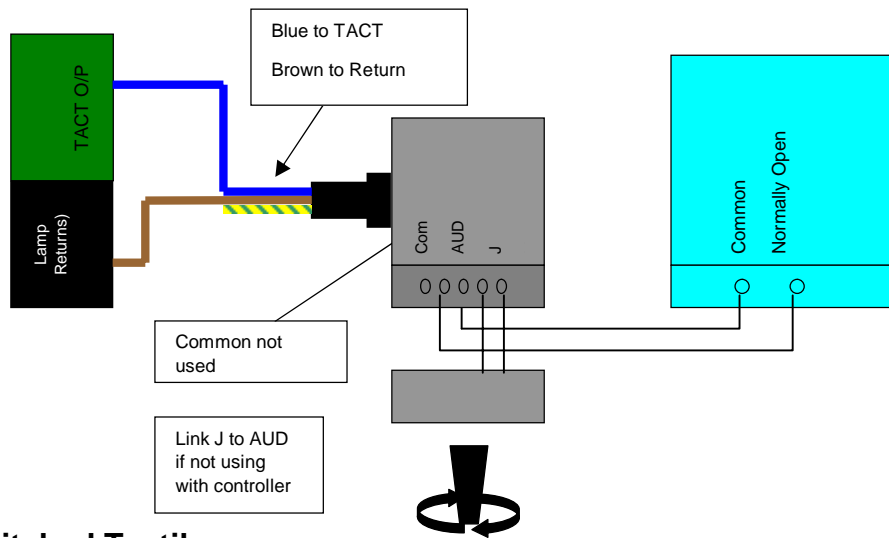 Blue to TACT
Brown to Return
TACT O/P
Lamp
Returns)
Com
AUD
J
Common
Normally Open
Common not
used
Link J to AUD
if not using
with controller